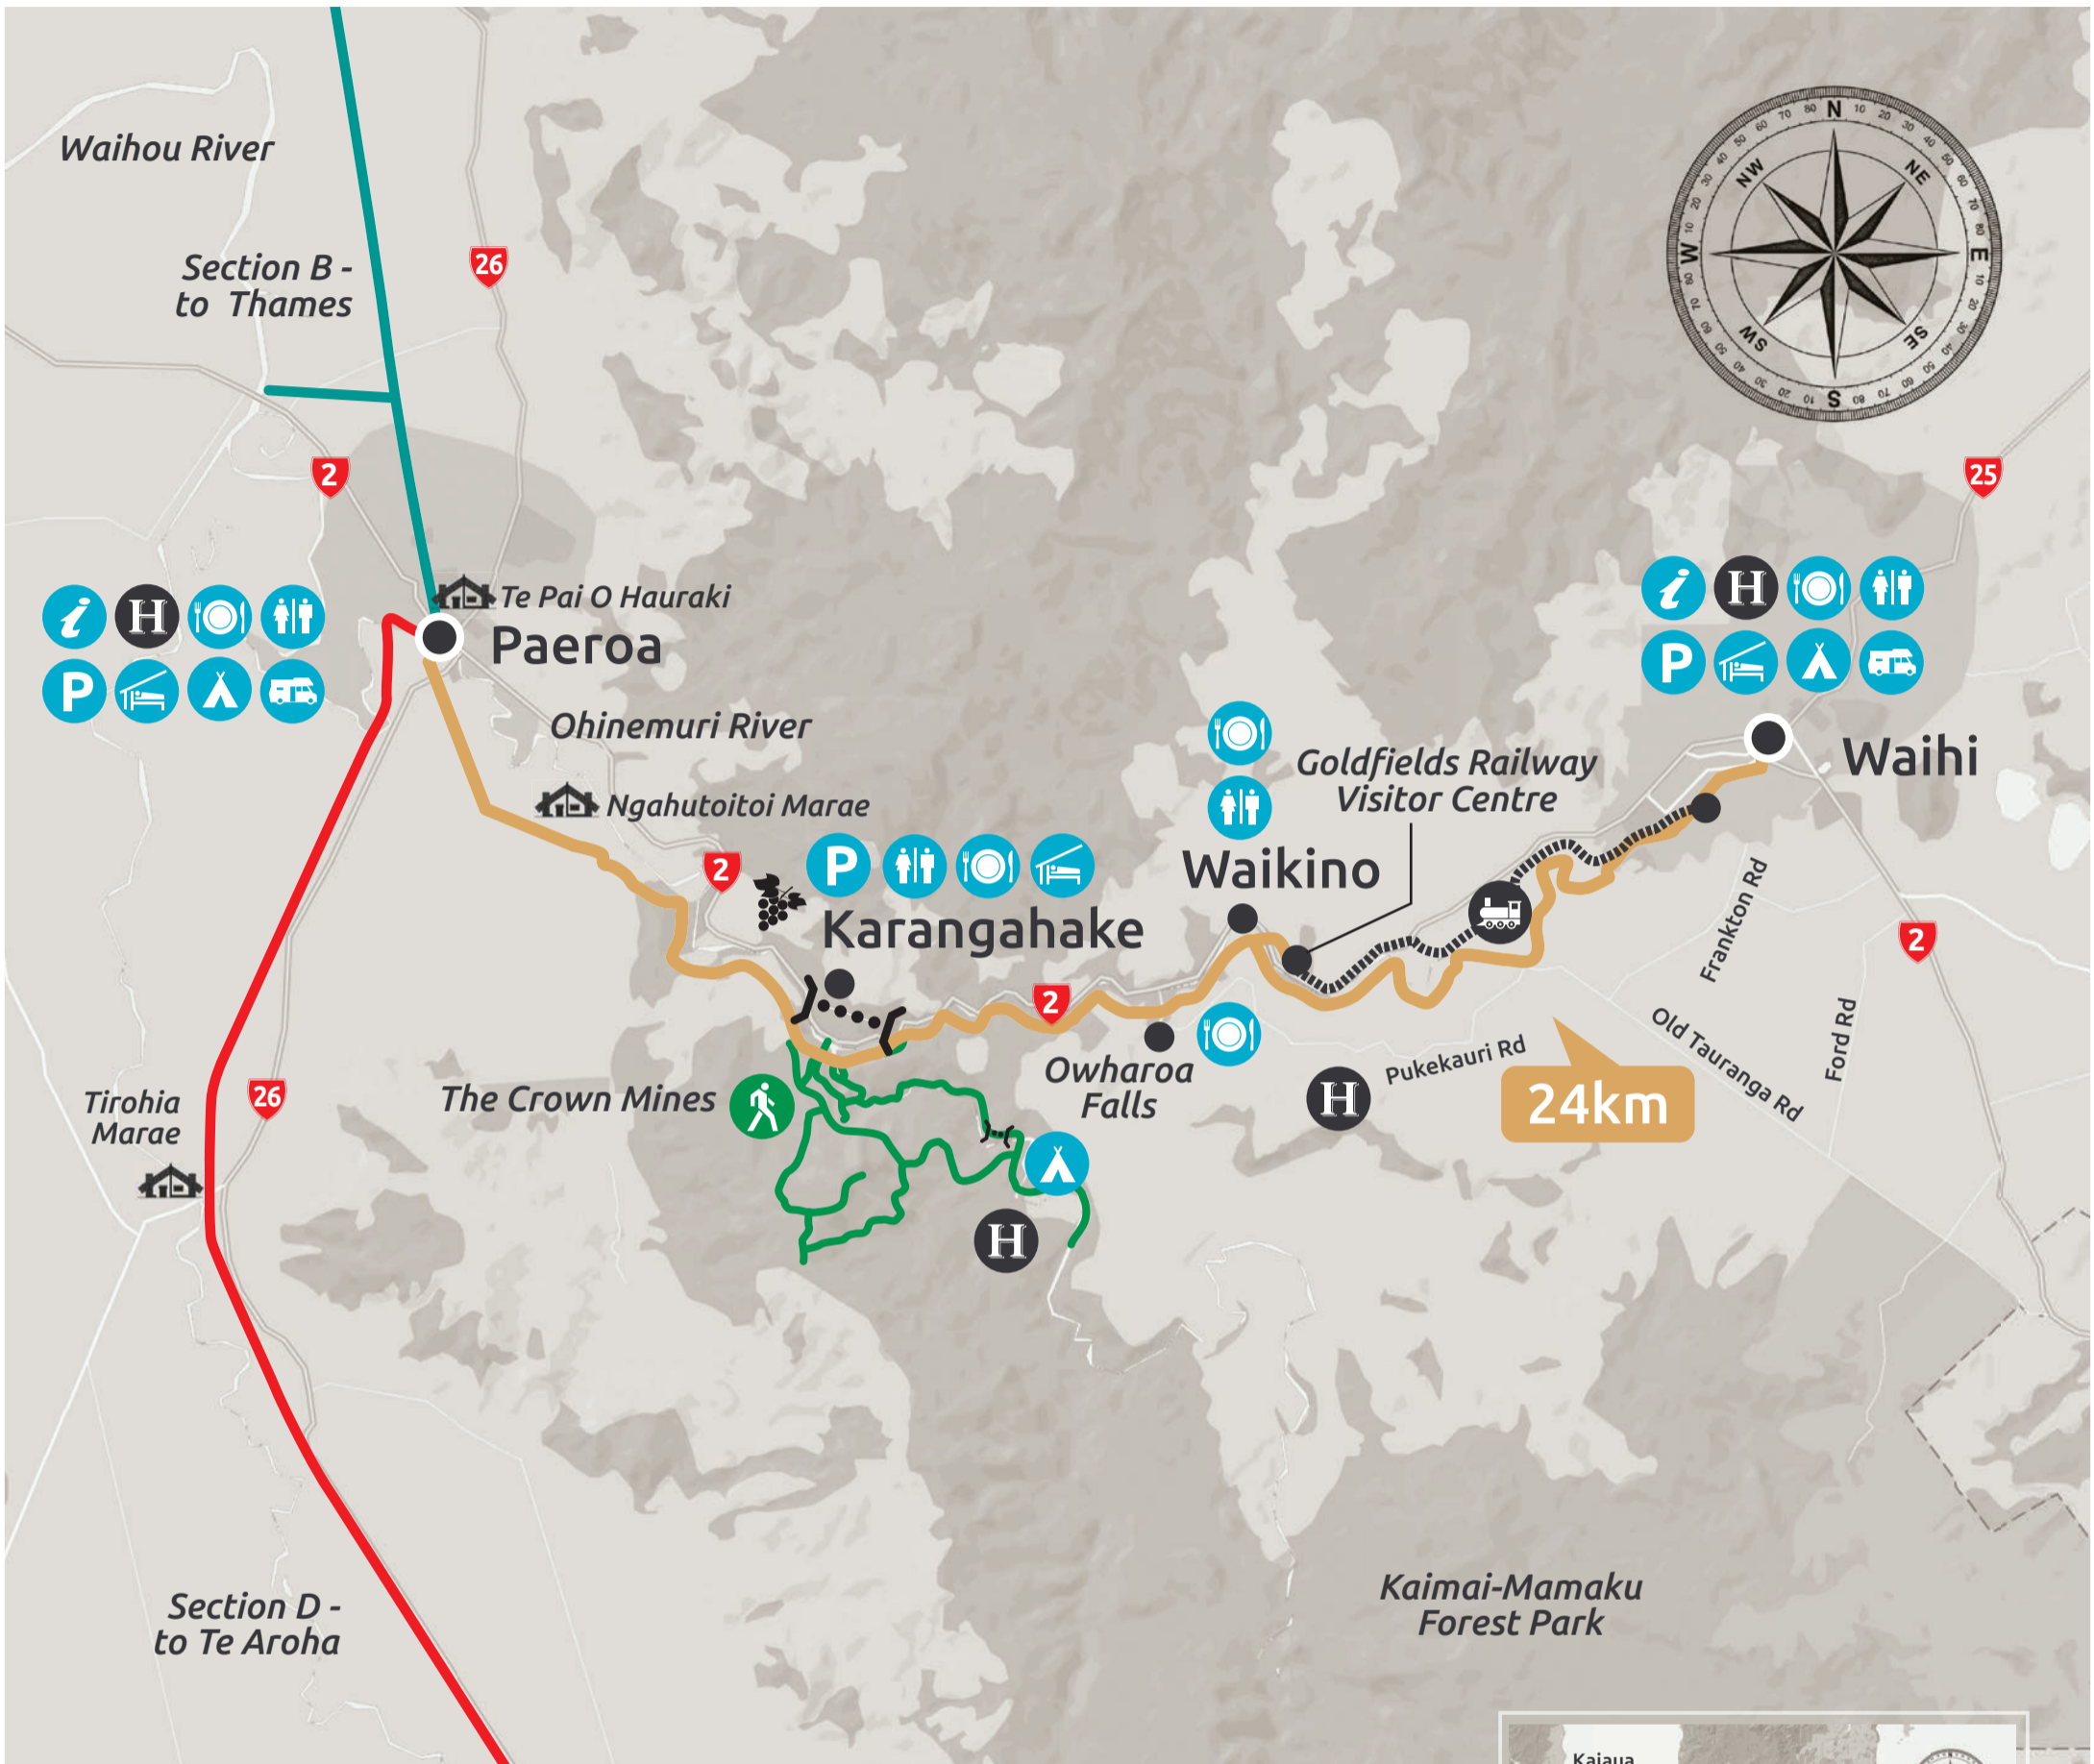 Waihou River
Section B -
to Thames
26
2
25
N
NE
E
SE
S
SW
W
NW
i
H
P
Te Pai O Hauraki
Paeroa
Ohinemuri River
Ngahutoitoi Marae
2
P
Karangahake
Waikino
Goldfields Railway
Visitor Centre
i
H
P
Waihi
2
2
Frankton Rd
Old Tauranga Rd
Ford Rd
Pukekauri Rd
24km
Owharoa
Falls
H
The Crown Mines
H
Tirohia
Marae
26
Section D -
to Te Aroha
Kaimai-Mamaku
Forest Park
Kaiaua